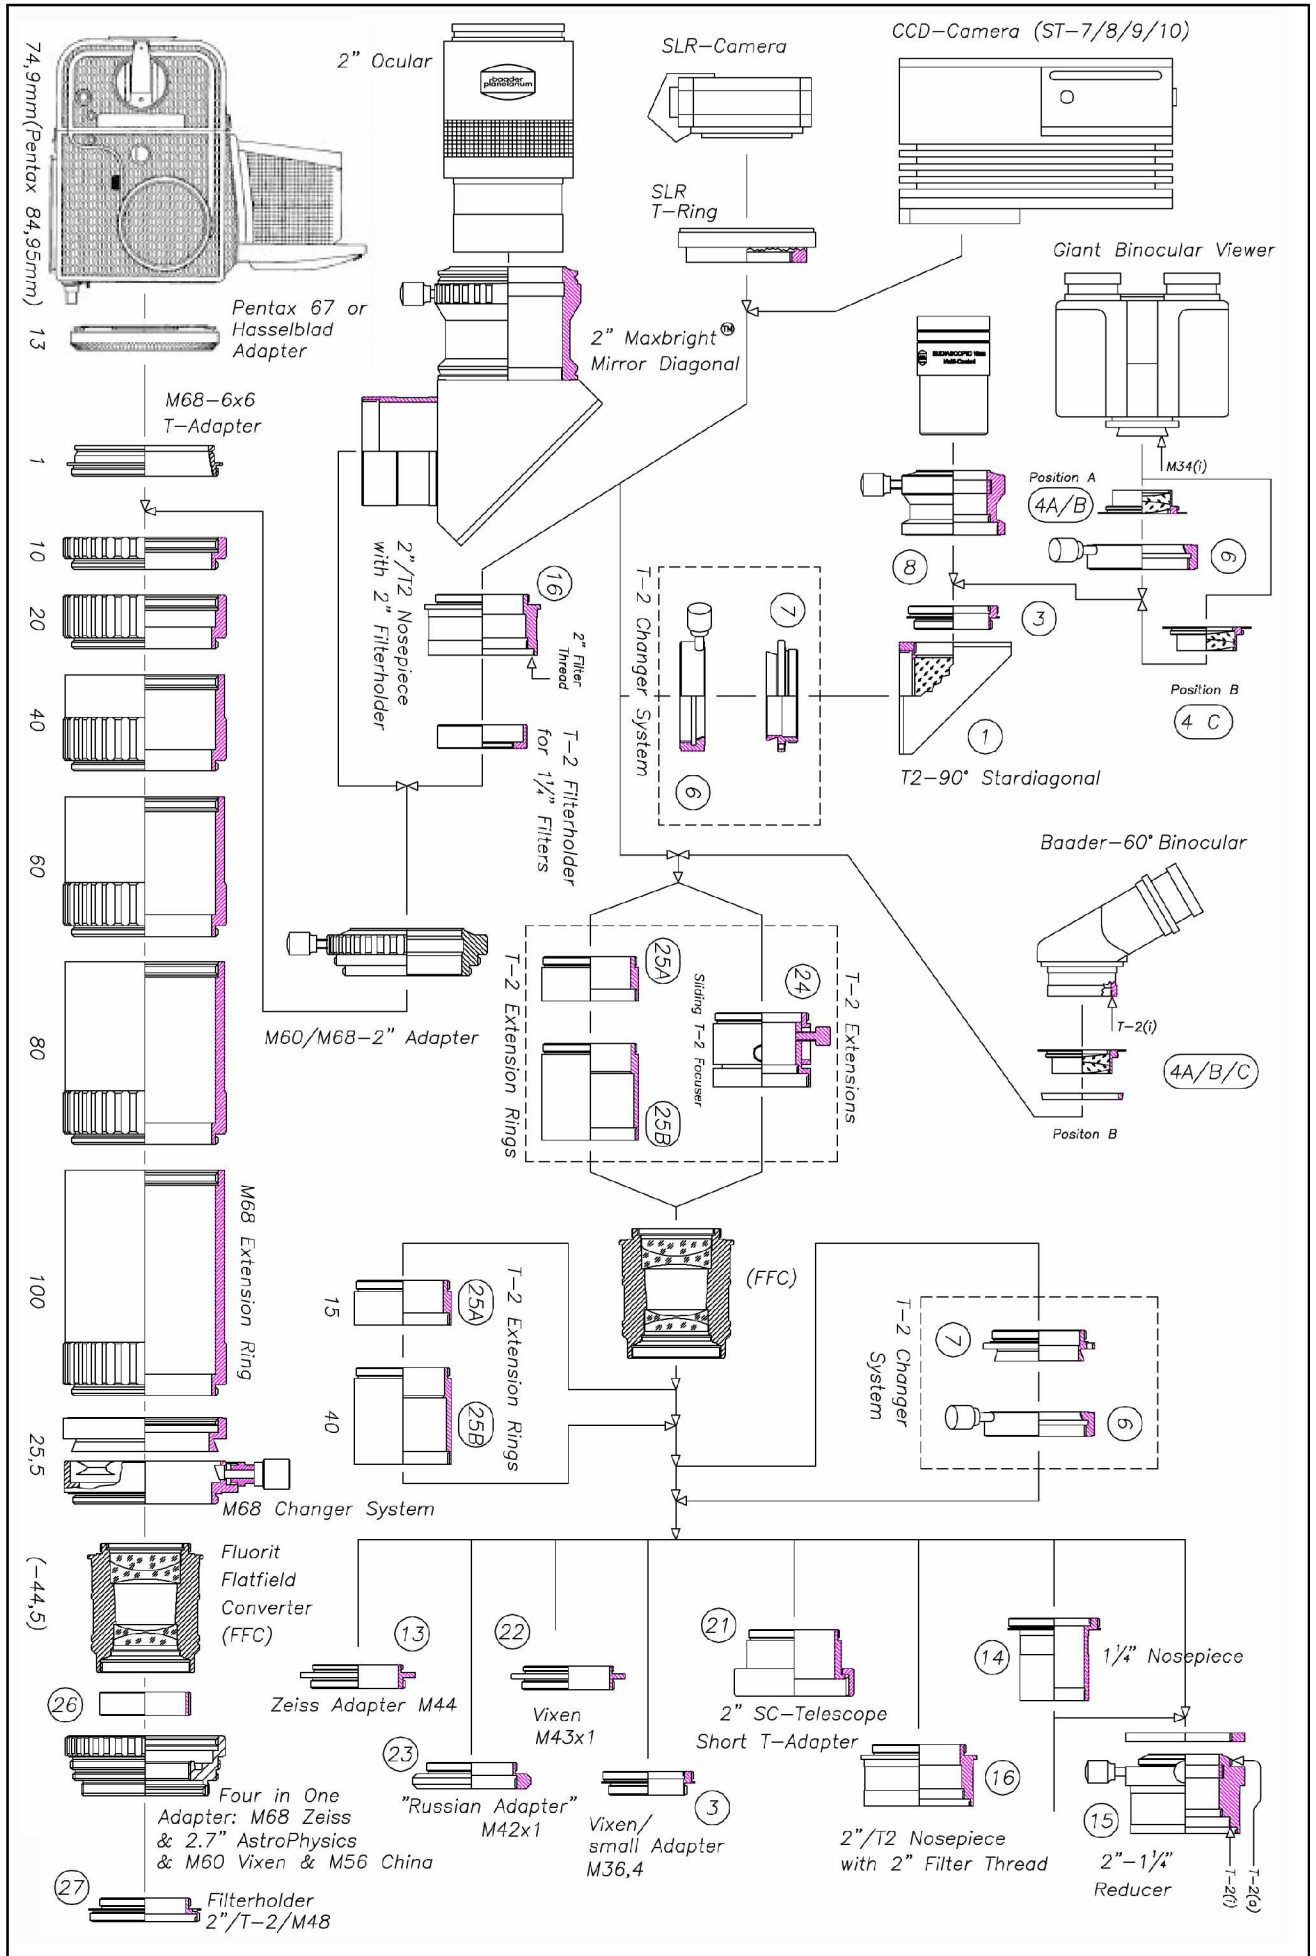 74,9mm(Pentax 84,95mm)
13
1
10
20
40
60
80
100
25,5
(-44,5)
Pentax 67 or
Hasselblad
Adapter
M68-6x6
T-Adapter
M68 Extension Ring
M68 Changer System
Fluorit
Flatfield
Converter
(FFC)
26
Four in One
Adapter: M68 Zeiss
& 2.7" AstroPhysics
& M60 Vixen & M56 China
27
Filterholder
2"/T-2/M48
2" Ocular
baader
planetarium
2" Maxbright™
Mirror Diagonal
2"/T2 Nosepiece
with 2" Filterholder
16
2" Filter
Thread
T-2 Filterholder
for 1¼" Filters
M60/M68-2" Adapter
SLR-Camera
SLR
T-Ring
CCD-Camera (ST-7/8/9/10)
Giant Binocular Viewer
M34(i)
Position A
4A/B
6
8
3
Position B
4 C
1
T2-90° Stardiagonal
T-2 Changer System
7
6
Baader-60° Binocular
T-2(i)
4A/B/C
Positon B
T-2 Extension Rings
25A
25B
Sliding T-2 Focuser
24
T-2 Extensions
(FFC)
T-2 Extension Rings
25A
15
25B
40
T-2 Changer
System
7
6
13
Zeiss Adapter M44
22
Vixen
M43x1
23
"Russian Adapter"
M42x1
3
Vixen/
small Adapter
M36,4
21
2" SC-Telescope
Short T-Adapter
16
2"/T2 Nosepiece
with 2" Filter Thread
14
1¼" Nosepiece
15
2"-1¼"
Reducer
T-2(i)
T-2(a)